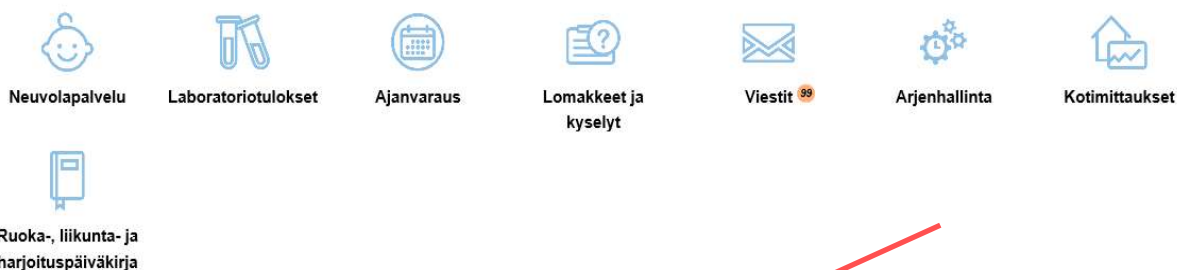 Neuvolapalvelu
Laboratoriotulokset
Ajanvaraus
Lomakkeet ja
kyselyt
Viestit 99
Arjenhallinta
Kotimittaukset
Ruoka-, liikunta- ja
harjoituspäiväkirja